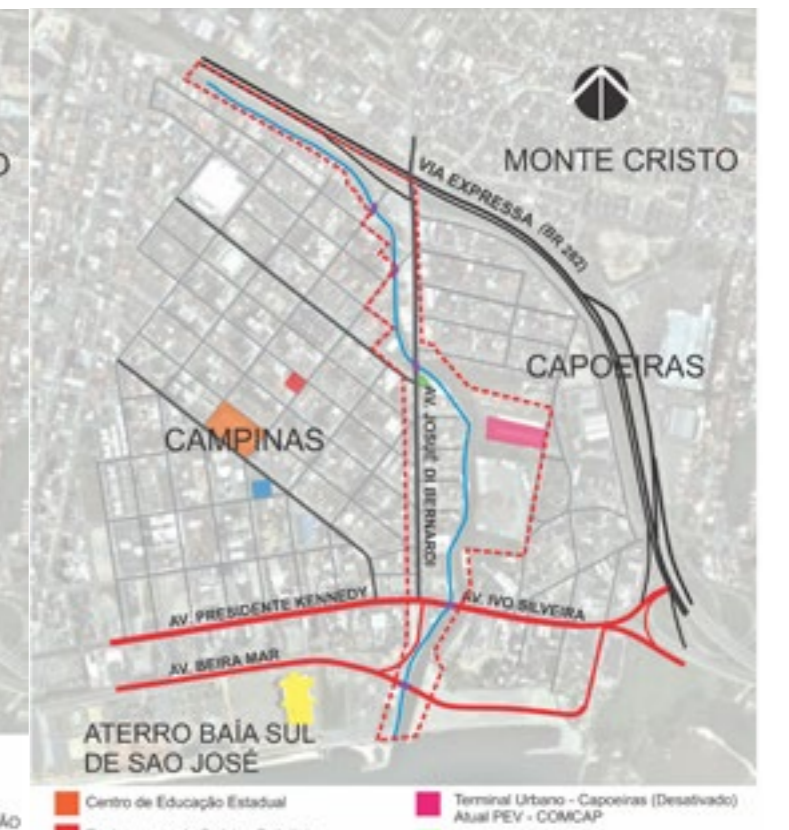 MONTE CRISTO
VIA EXPRESSA (BR 282)
CAPOEIRAS
CAMPINAS
AV. JOSUÉ DI BERNARDI
AV. PRESIDENTE KENNEDY
AV. IVO SILVEIRA
AV. BEIRA MAR
ATERRO BAÍA SUL
DE SAO JOSÉ
Centro de Educação Estadual
Terminal Urbano - Capoeiras (Desativado)
Atual PEV - COMCAP